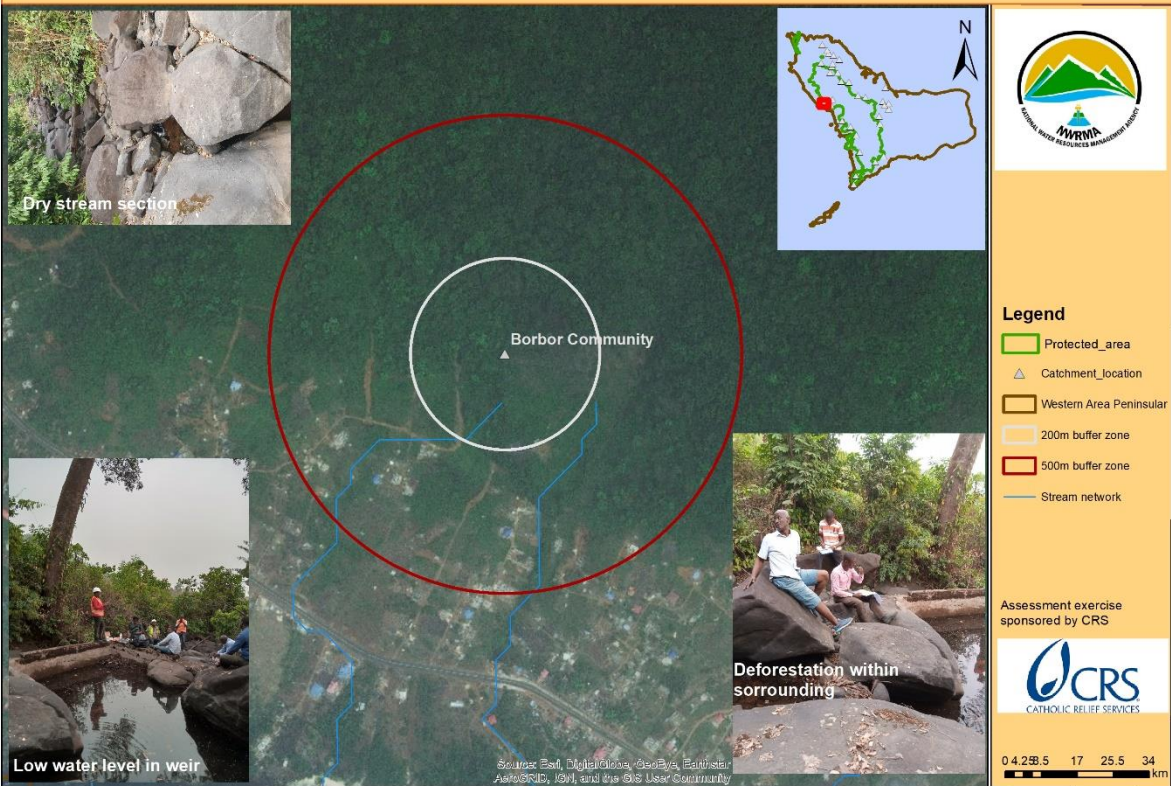 Dry stream section
N
Borbor Community
Low water level in weir
Deforestation within
sorrounding
Source: Esri, DigitalGlobe, GeoEye, Earthstar
AeroGRID, IGN, and the GIS User Community
NWRMA
NATIONAL WATER RESOURCES MANAGEMENT AGENCY
Legend
Protected_area
Catchment_location
Western Area Peninsular
200m buffer zone
500m buffer zone
Stream network
Assessment exercise
sponsored by CRS
CRS
CATHOLIC RELIEF SERVICES
0 4.258.5 17 25.5 34
km